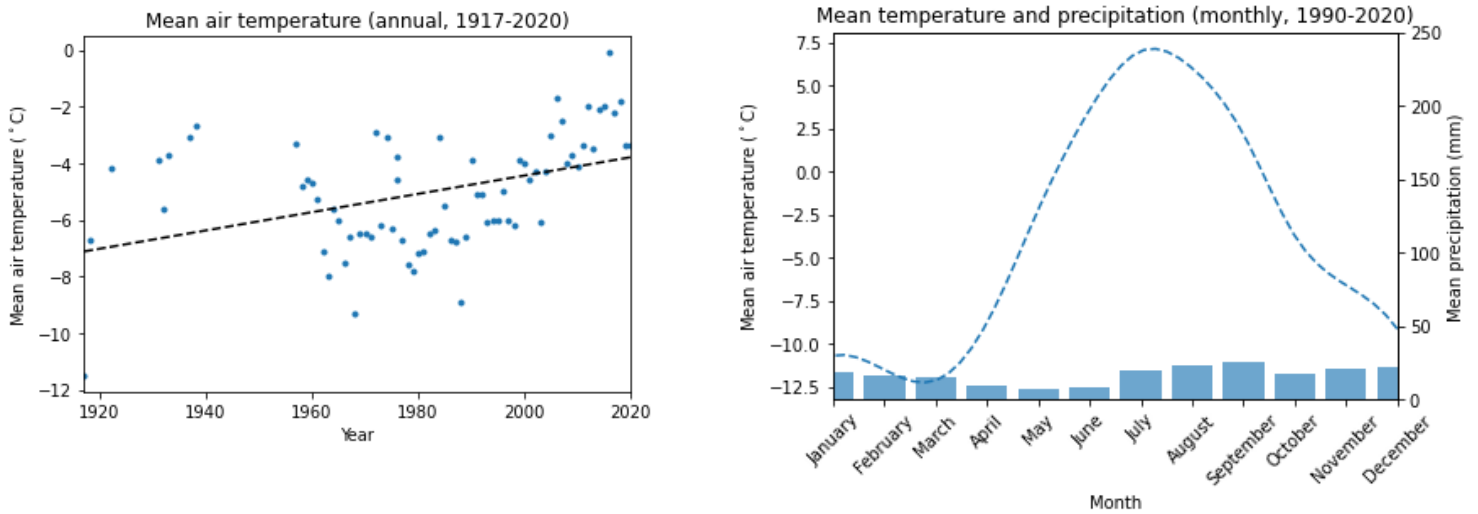 Mean air temperature (annual, 1917-2020)
Mean air temperature (°C)
0
−2
−4
−6
−8
−10
−12
1920
1940
1960
1980
2000
2020
Year
Mean temperature and precipitation (monthly, 1990-2020)
Mean air temperature (°C)
7.5
5.0
2.5
0.0
−2.5
−5.0
−7.5
−10.0
−12.5
250
200
150
100
50
0
Mean precipitation (mm)
January
February
March
April
May
June
July
August
September
October
November
December
Month